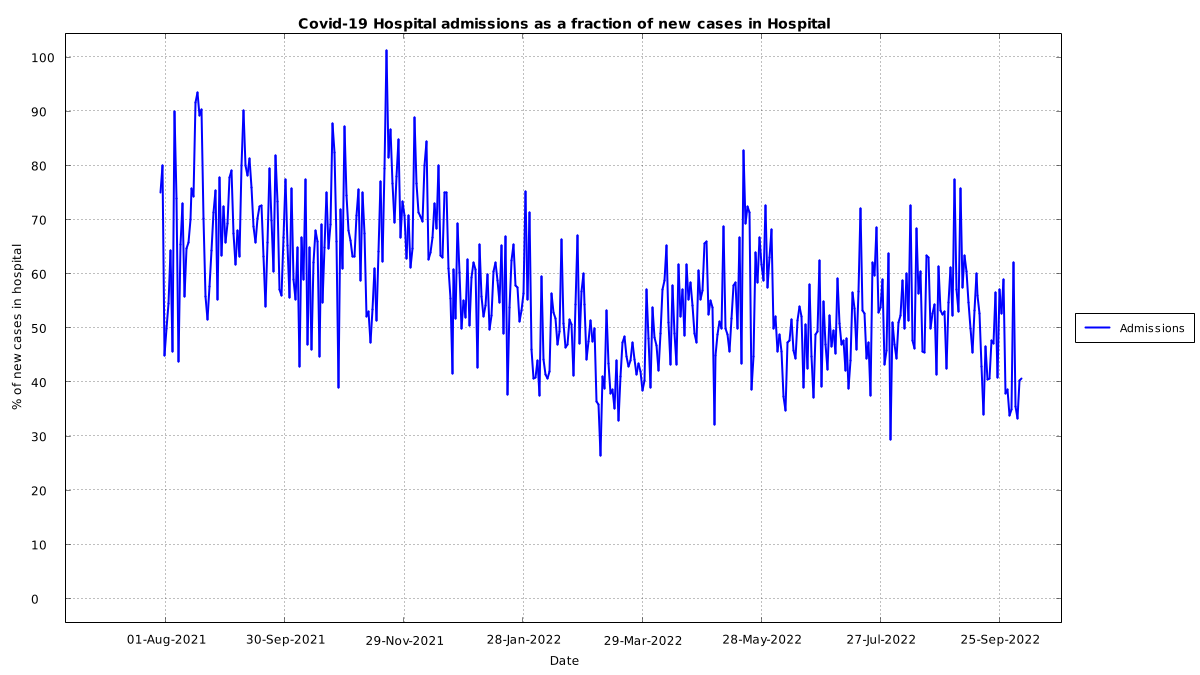 Covid-19 Hospital admissions as a fraction of new cases in Hospital
100
90
80
70
60
50
40
30
20
10
0
% of new cases in hospital
01-Aug-2021 30-Sep-2021 29-Nov-2021 28-Jan-2022 29-Mar-2022 28-May-2022 27-Jul-2022 25-Sep-2022
Date
Admissions